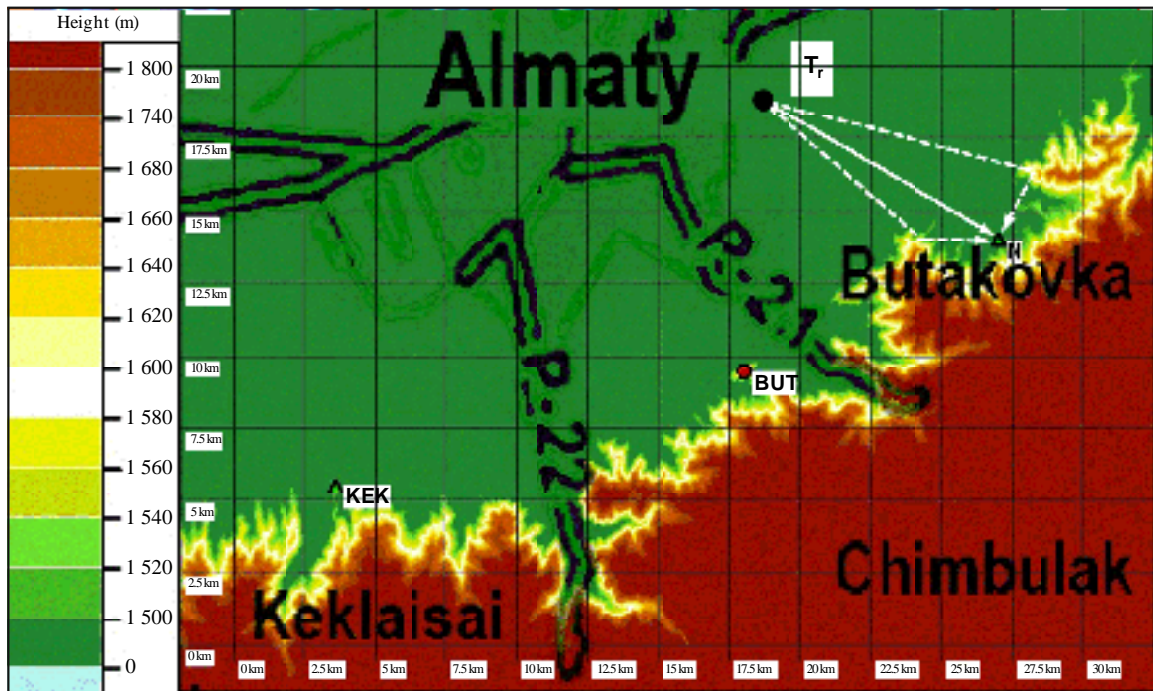 Height (m)
1 800
1 740
1 680
1 660
1 640
1 620
1 600
1 580
1 560
1 540
1 520
1 500
0
20 km
17.5 km
15 km
12.5 km
10 km
7.5 km
5 km
2.5 km
0 km
Almaty
Tr
N
Butakovka
P.21
P.22
BUT
KEK
Chimbulak
Keklaisai
0 km
2.5 km
5 km
7.5 km
10 km
12.5 km
15 km
17.5 km
20 km
22.5 km
25 km
27.5 km
30 km